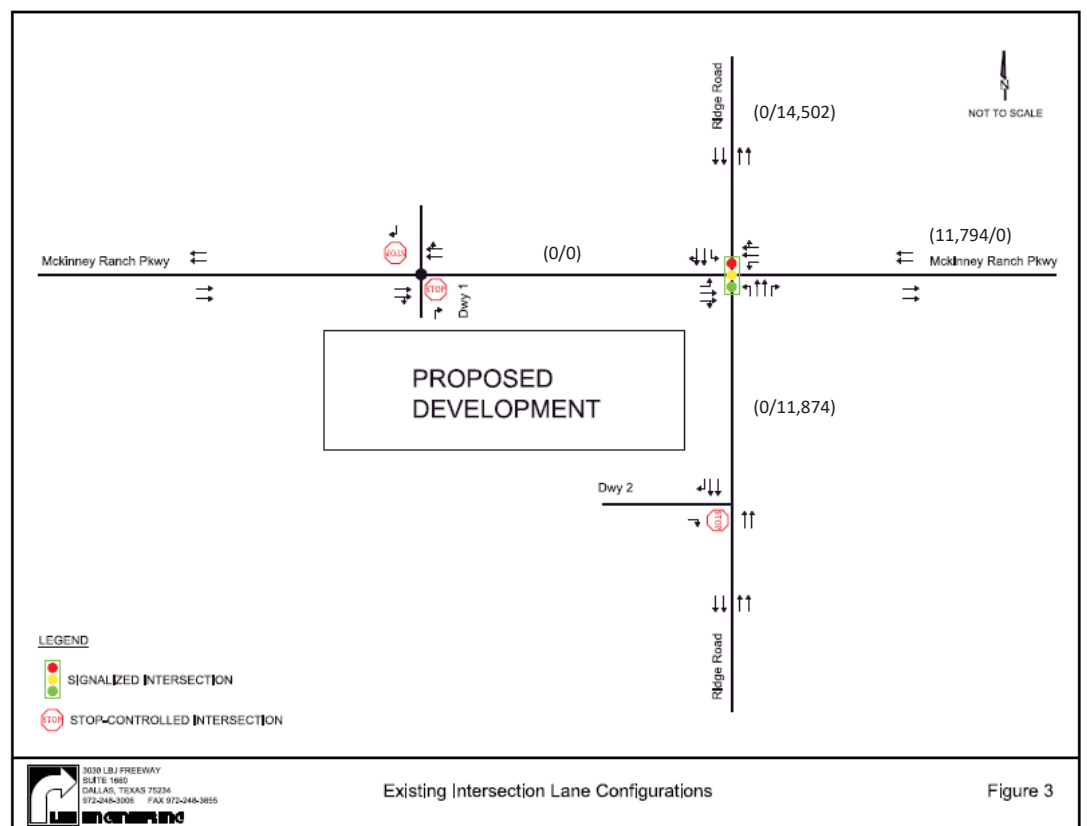 Ridge Road
(0/14,502)
N
NOT TO SCALE
(11,794/0)
Mckinney Ranch Pkwy
(0/0)
Mckinney Ranch Pkwy
STOP
STOP
Dwy 1
PROPOSED
DEVELOPMENT
(0/11,874)
Dwy 2
STOP
Ridge Road
LEGEND
SIGNALIZED INTERSECTION
STOP
STOP-CONTROLLED INTERSECTION
3030 LBJ FREEWAY
SUITE 1660
DALLAS, TEXAS 75234
972-248-3006 FAX 972-248-3855
LEE ENGINEERING
Existing Intersection Lane Configurations
Figure 3